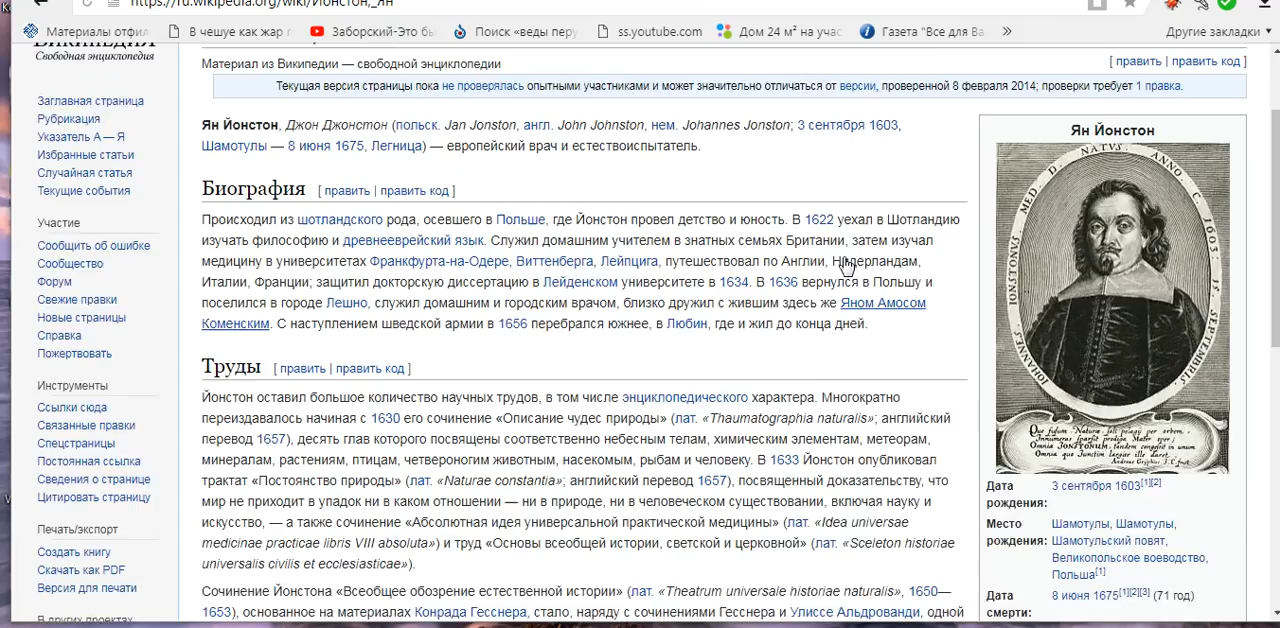 https://ru.wikipedia.org/wiki/Йонстон,_Ян
Материалы отфил
В чешуе как жар г
Заборский-Это бы
Поиск «веды перу
ss.youtube.com
Дом 24 м² на учас
Газета "Все для Ва
»
Другие закладки
ВИКИПЕДИЯ
Свободная энциклопедия
Заглавная страница
Рубрикация
Указатель А — Я
Избранные статьи
Случайная статья
Текущие события
Участие
Сообщить об ошибке
Сообщество
Форум
Свежие правки
Новые страницы
Справка
Пожертвовать
Инструменты
Ссылки сюда
Связанные правки
Спецстраницы
Постоянная ссылка
Сведения о странице
Цитировать страницу
Печать/экспорт
Создать книгу
Скачать как PDF
Версия для печати
В других проектах
Материал из Википедии — свободной энциклопедии
[ править | править код ]
Текущая версия страницы пока не проверялась опытными участниками и может значительно отличаться от версии, проверенной 8 февраля 2014; проверки требует 1 правка.
Ян Йонстон, Джон Джонстон (польск. Jan Jonston, англ. John Johnston, нем. Johannes Jonston; 3 сентября 1603,
Шамотулы — 8 июня 1675, Легница) — европейский врач и естествоиспытатель.
Биография [ править | править код ]
Происходил из шотландского рода, осевшего в Польше, где Йонстон провел детство и юность. В 1622 уехал в Шотландию
изучать философию и древнееврейский язык. Служил домашним учителем в знатных семьях Британии, затем изучал
медицину в университетах Франкфурта-на-Одере, Виттенберга, Лейпцига, путешествовал по Англии, Нидерландам,
Италии, Франции; защитил докторскую диссертацию в Лейденском университете в 1634. В 1636 вернулся в Польшу и
поселился в городе Лешно, служил домашним и городским врачом, близко дружил с жившим здесь же Яном Амосом
Коменским. С наступлением шведской армии в 1656 перебрался южнее, в Любин, где и жил до конца дней.
Труды [ править | править код ]
Йонстон оставил большое количество научных трудов, в том числе энциклопедического характера. Многократно
переиздавалось начиная с 1630 его сочинение «Описание чудес природы» (лат. «Thaumatographia naturalis»; английский
перевод 1657), десять глав которого посвящены соответственно небесным телам, химическим элементам, метеорам,
минералам, растениям, птицам, четвероногим животным, насекомым, рыбам и человеку. В 1633 Йонстон опубликовал
трактат «Постоянство природы» (лат. «Naturae constantia»; английский перевод 1657), посвященный доказательству, что
мир не приходит в упадок ни в каком отношении — ни в природе, ни в человеческом существовании, включая науку и
искусство, — а также сочинение «Абсолютная идея универсальной практической медицины» (лат. «Idea universae
medicinae practicae libris VIII absoluta») и труд «Основы всеобщей истории, светской и церковной» (лат. «Sceleton historiae
universalis civilis et ecclesiasticae»).
Сочинение Йонстона «Всеобщее обозрение естественной истории» (лат. «Theatrum universale historiae naturalis», 1650—
1653), основанное на материалах Конрада Гесснера, стало, наряду с сочинениями Гесснера и Улиссе Альдрованди, одной
Ян Йонстон
IOHANNES IONSTONUS MED. D. NATVS. ANNO. C. 1603. 3. SEPTEMBRIS.
Omnia IONSTONUM
Дата рождения: 3 сентября 1603[1][2]
Место рождения: Шамотулы, Шамотулы,
Шамотульский повят,
Великопольское воеводство,
Польша[1]
Дата смерти: 8 июня 1675[1][2][3] (71 год)